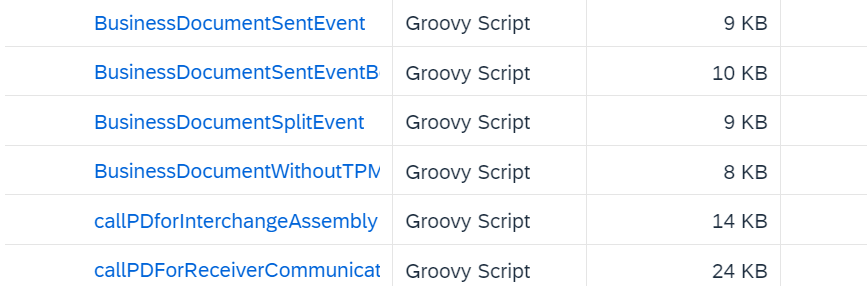 BusinessDocumentSentEvent Groovy Script 9 KB
BusinessDocumentSentEventB Groovy Script 10 KB
BusinessDocumentSplitEvent Groovy Script 9 KB
BusinessDocumentWithoutTPM Groovy Script 8 KB
callPDforInterchangeAssembly Groovy Script 14 KB
callPDForReceiverCommunicat Groovy Script 24 KB